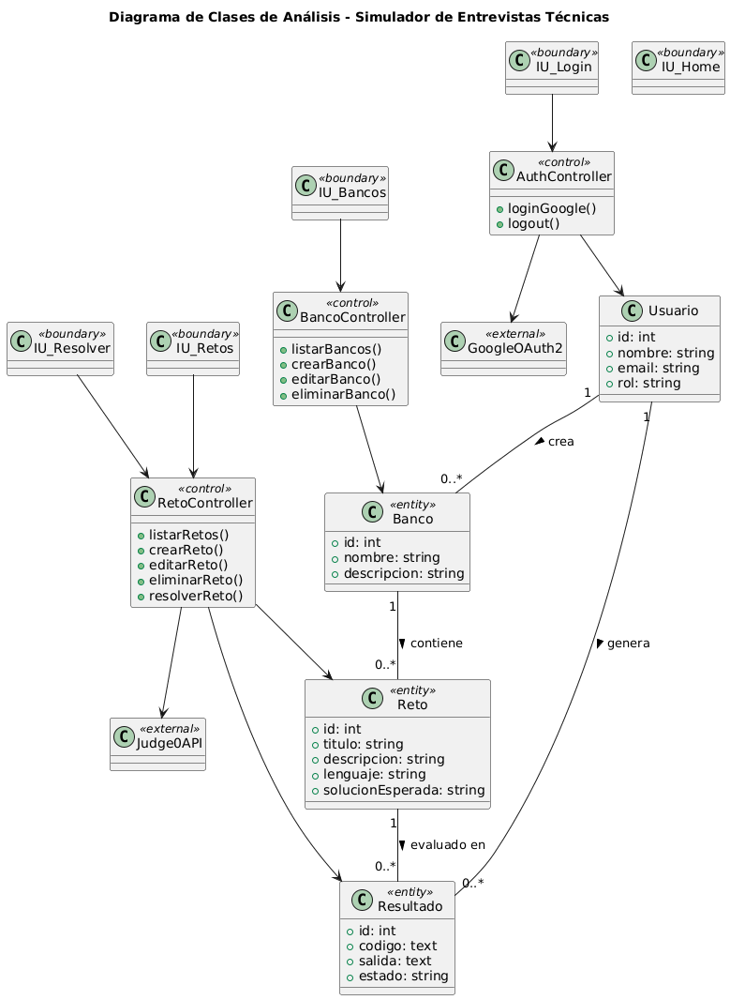 Diagrama de Clases de Análisis - Simulador de Entrevistas Técnicas
C «boundary»
IU_Login
C «boundary»
IU_Home
C «control»
AuthController
loginGoogle()
logout()
C «boundary»
IU_Bancos
C «control»
BancoController
listarBancos()
crearBanco()
editarBanco()
eliminarBanco()
C «external»
GoogleOAuth2
C Usuario
id: int
nombre: string
email: string
rol: string
C «boundary»
IU_Resolver
C «boundary»
IU_Retos
1
1
crea
0..*
C «control»
RetoController
listarRetos()
crearReto()
editarReto()
eliminarReto()
resolverReto()
C «entity»
Banco
id: int
nombre: string
descripcion: string
1
contiene
genera
0..*
C «external»
Judge0API
C «entity»
Reto
id: int
titulo: string
descripcion: string
lenguaje: string
solucionEsperada: string
1
evaluado en
0..*
0..*
C «entity»
Resultado
id: int
codigo: text
salida: text
estado: string